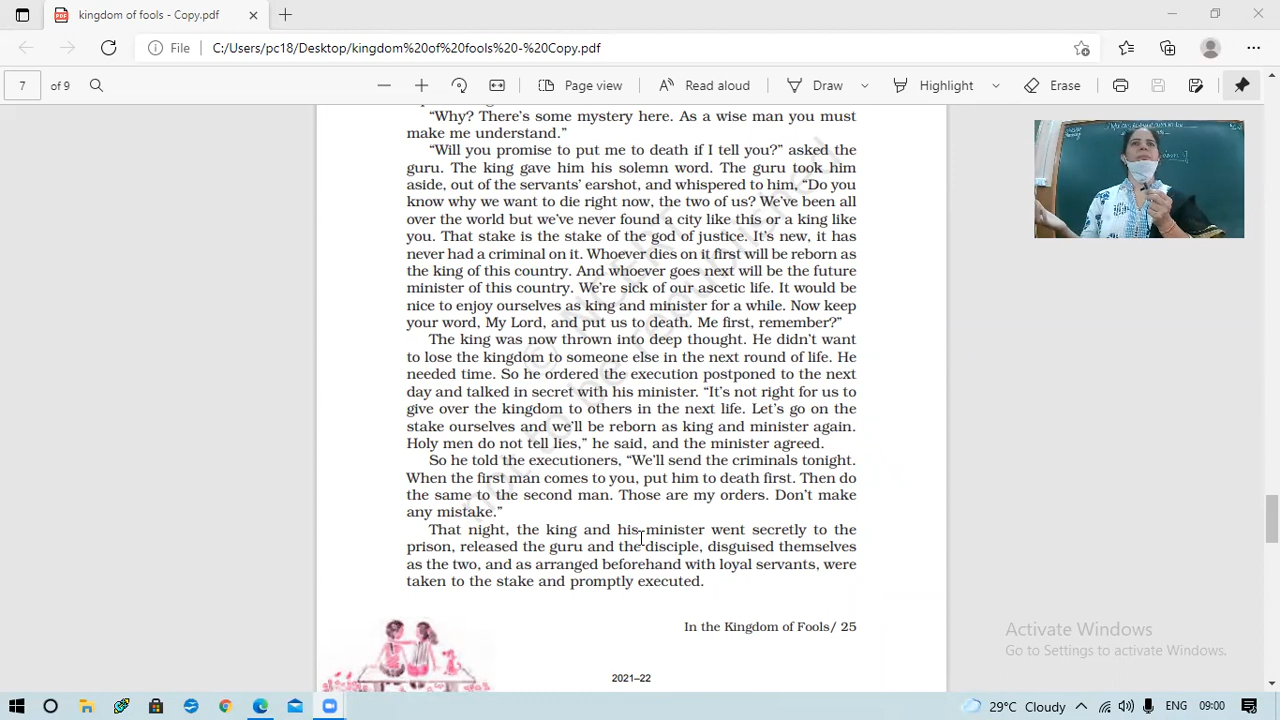 kingdom of fools - Copy.pdf
File C:/Users/pc18/Desktop/kingdom%20of%20fools%20-%20Copy.pdf
7 of 9 Page view Read aloud Draw Highlight Erase
“Why? There’s some mystery here. As a wise man you must
make me understand.”
“Will you promise to put me to death if I tell you?” asked the
guru. The king gave him his solemn word. The guru took him
aside, out of the servants’ earshot, and whispered to him, “Do you
know why we want to die right now, the two of us? We’ve been all
over the world but we’ve never found a city like this or a king like
you. That stake is the stake of the god of justice. It’s new, it has
never had a criminal on it. Whoever dies on it first will be reborn as
the king of this country. And whoever goes next will be the future
minister of this country. We’re sick of our ascetic life. It would be
nice to enjoy ourselves as king and minister for a while. Now keep
your word, My Lord, and put us to death. Me first, remember?”
The king was now thrown into deep thought. He didn’t want
to lose the kingdom to someone else in the next round of life. He
needed time. So he ordered the execution postponed to the next
day and talked in secret with his minister. “It’s not right for us to
give over the kingdom to others in the next life. Let’s go on the
stake ourselves and we’ll be reborn as king and minister again.
Holy men do not tell lies,” he said, and the minister agreed.
So he told the executioners, “We’ll send the criminals tonight.
When the first man comes to you, put him to death first. Then do
the same to the second man. Those are my orders. Don’t make
any mistake.”
That night, the king and his minister went secretly to the
prison, released the guru and the disciple, disguised themselves
as the two, and as arranged beforehand with loyal servants, were
taken to the stake and promptly executed.
In the Kingdom of Fools/ 25
2021–22
not to be republished
Activate Windows
Go to Settings to activate Windows.
29°C Cloudy ENG 09:00